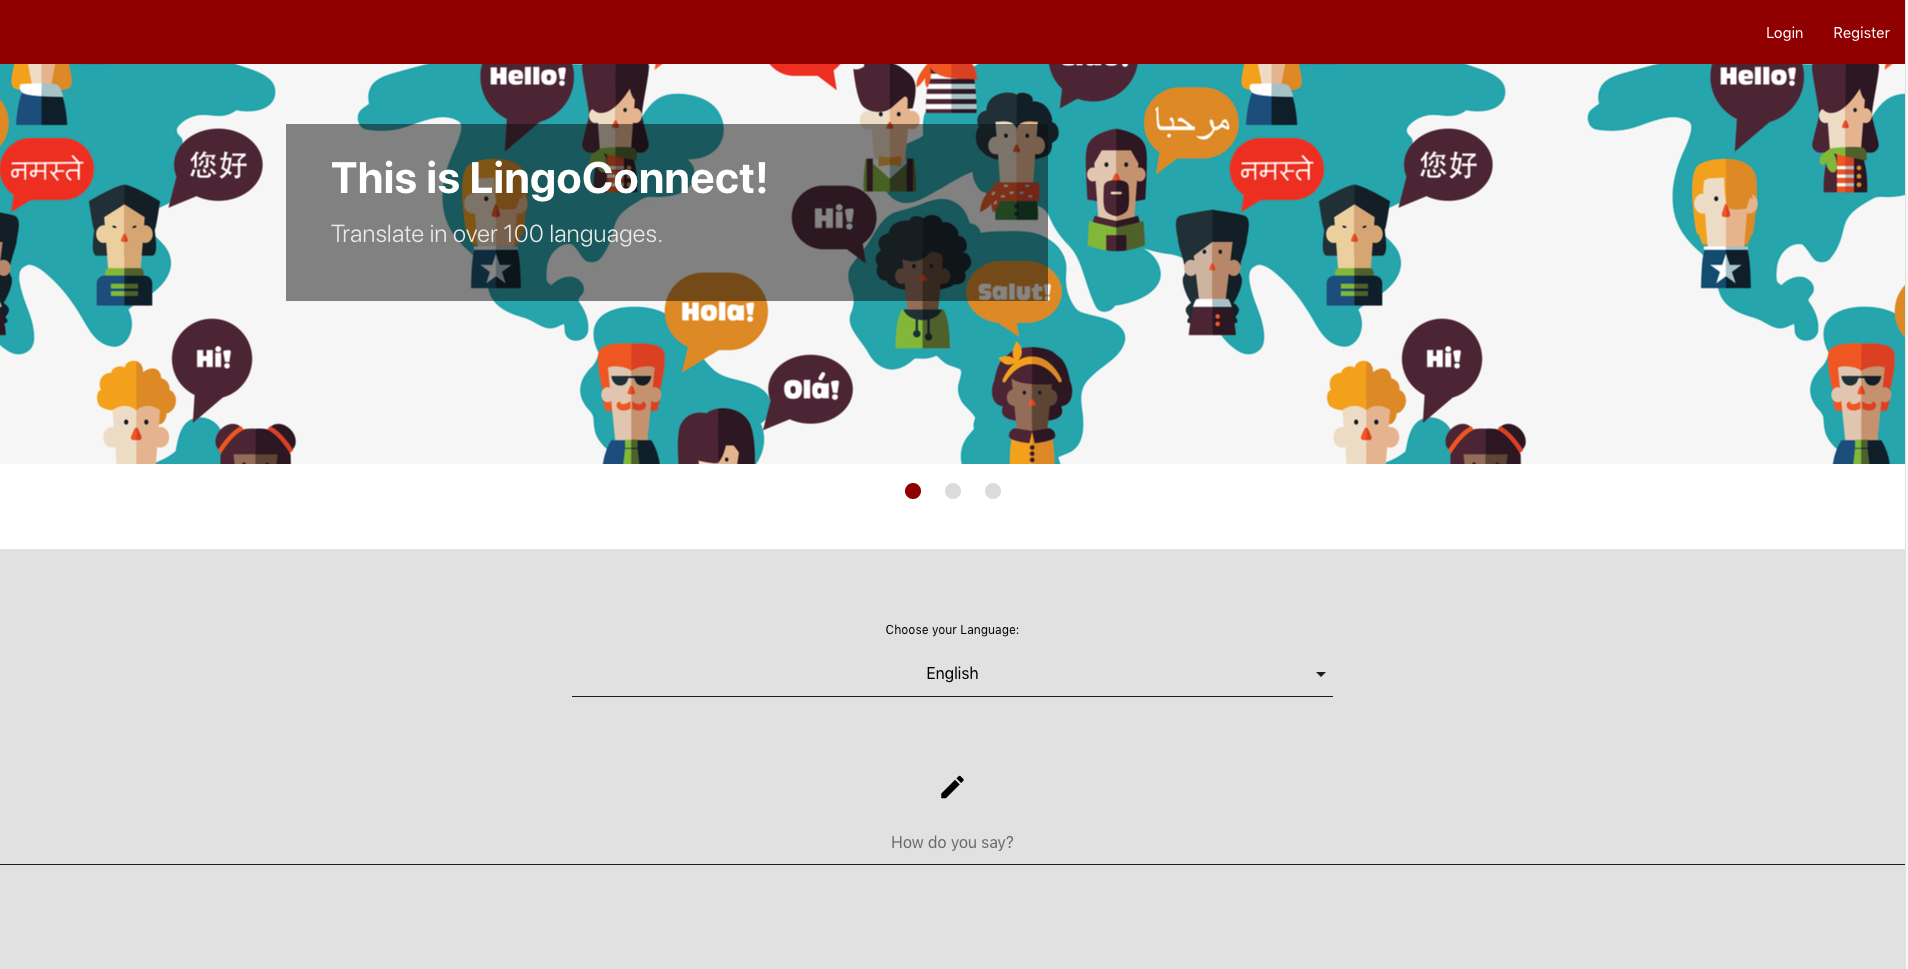 Login Register
Hello!
Hello!
مرحبا
नमस्ते
您好
नमस्ते
您好
This is LingoConnect!
Translate in over 100 languages.
Hi!
Salut!
Hola!
Hi!
Hi!
Olá!
Choose your Language:
English
How do you say?